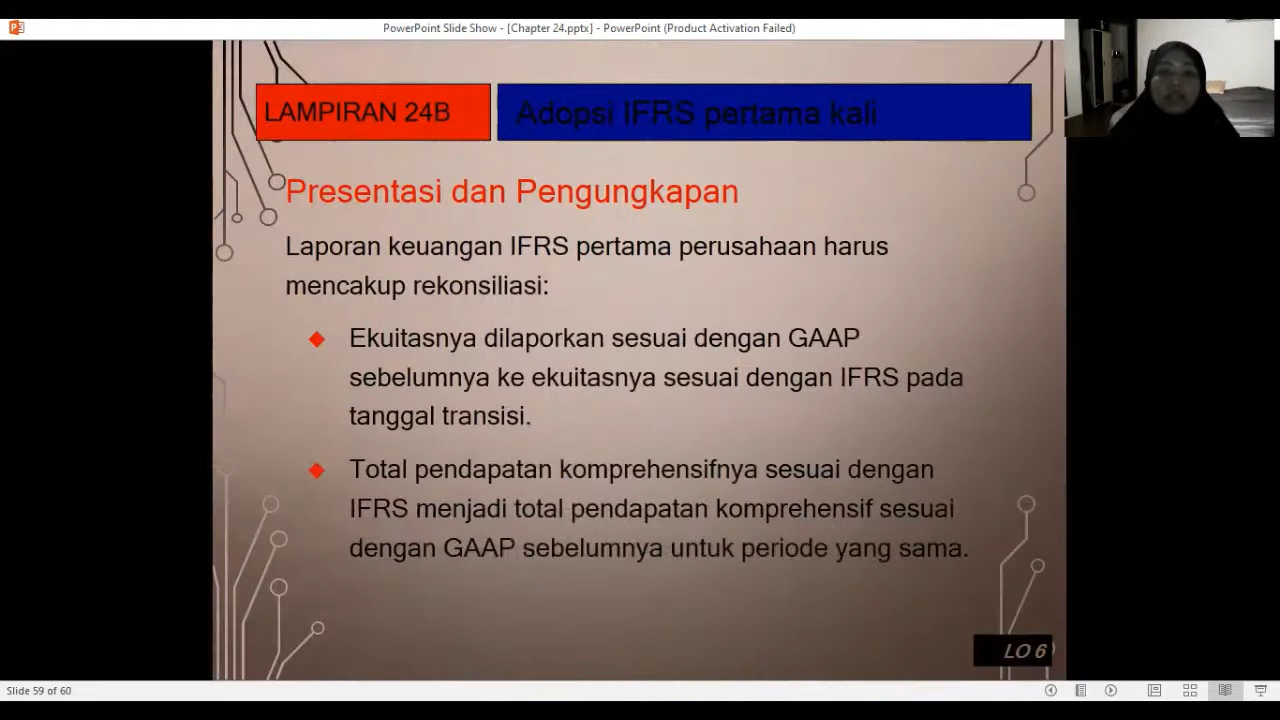 PowerPoint Slide Show - [Chapter 24.pptx] - PowerPoint (Product Activation Failed)
LAMPIRAN 24B
Adopsi IFRS pertama kali
Presentasi dan Pengungkapan
Laporan keuangan IFRS pertama perusahaan harus
mencakup rekonsiliasi:
Ekuitasnya dilaporkan sesuai dengan GAAP
sebelumnya ke ekuitasnya sesuai dengan IFRS pada
tanggal transisi.
Total pendapatan komprehensifnya sesuai dengan
IFRS menjadi total pendapatan komprehensif sesuai
dengan GAAP sebelumnya untuk periode yang sama.
LO 6
Slide 59 of 60